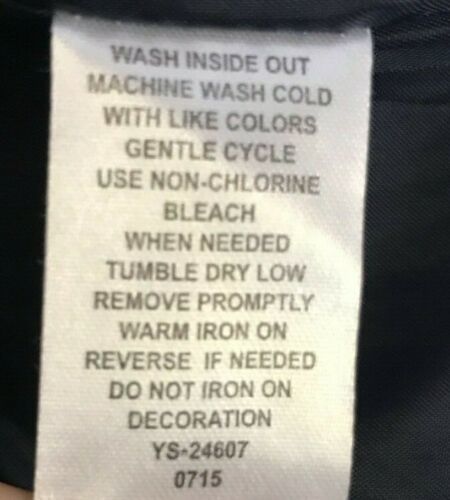 WASH INSIDE OUT
MACHINE WASH COLD
WITH LIKE COLORS
GENTLE CYCLE
USE NON-CHLORINE
BLEACH
WHEN NEEDED
TUMBLE DRY LOW
REMOVE PROMPTLY
WARM IRON ON
REVERSE IF NEEDED
DO NOT IRON ON
DECORATION
YS-24607
0715